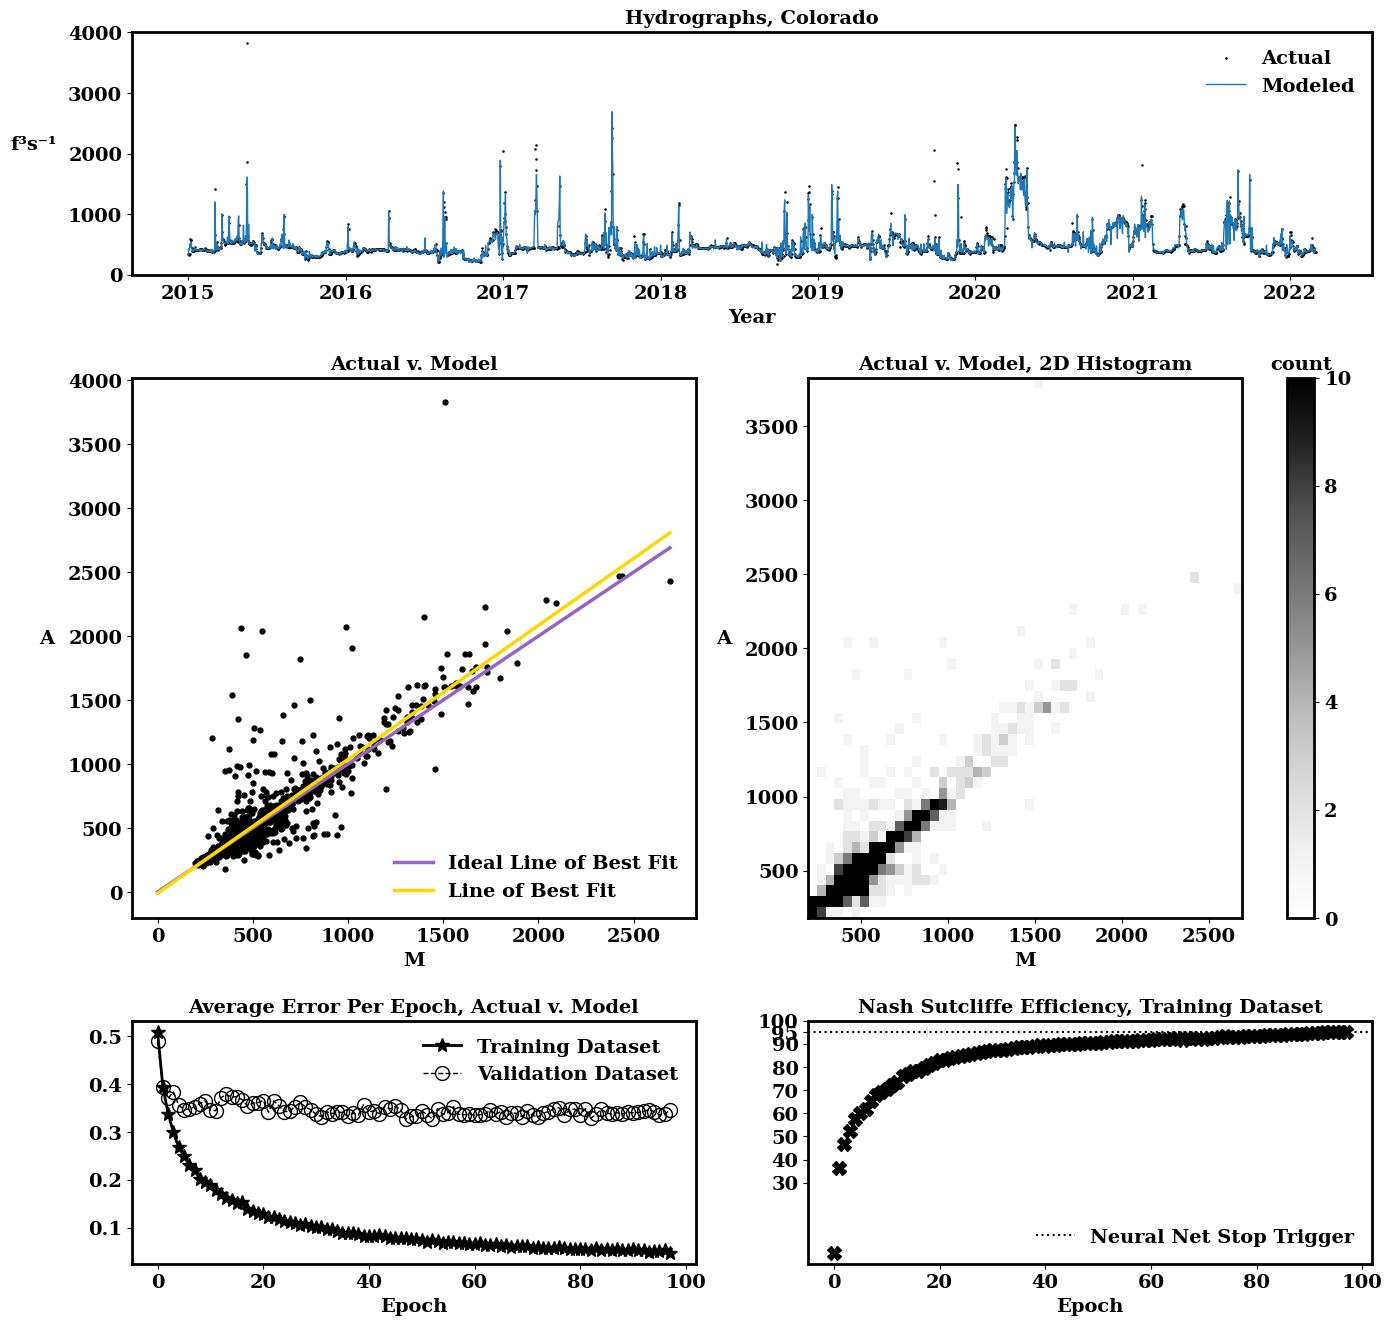 Hydrographs, Colorado
4000
3000
2000
1000
0
f³s⁻¹
Actual
Modeled
2015 2016 2017 2018 2019 2020 2021 2022
Year
Actual v. Model
4000
3500
3000
2500
2000
1500
1000
500
0
A
Ideal Line of Best Fit
Line of Best Fit
0 500 1000 1500 2000 2500
M
Actual v. Model, 2D Histogram
3500
3000
2500
2000
1500
1000
500
A
500 1000 1500 2000 2500
M
count
10
8
6
4
2
0
Average Error Per Epoch, Actual v. Model
0.5
0.4
0.3
0.2
0.1
Training Dataset
Validation Dataset
0 20 40 60 80 100
Epoch
Nash Sutcliffe Efficiency, Training Dataset
100
95
90
80
70
60
50
40
30
Neural Net Stop Trigger
0 20 40 60 80 100
Epoch